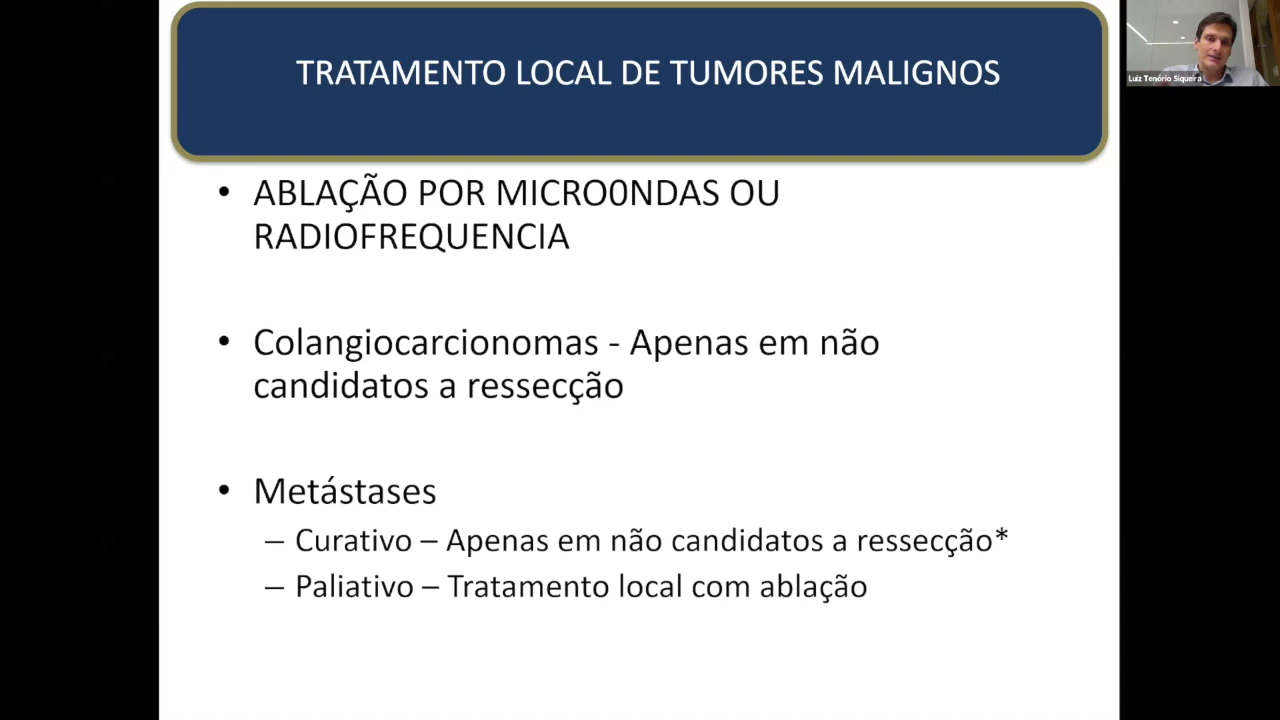 TRATAMENTO LOCAL DE TUMORES MALIGNOS
Luiz Tenório Siqueira
• ABLAÇÃO POR MICRO0NDAS OU
RADIOFREQUENCIA
• Colangiocarcionomas - Apenas em não
candidatos a ressecção
• Metástases
– Curativo – Apenas em não candidatos a ressecção*
– Paliativo – Tratamento local com ablação